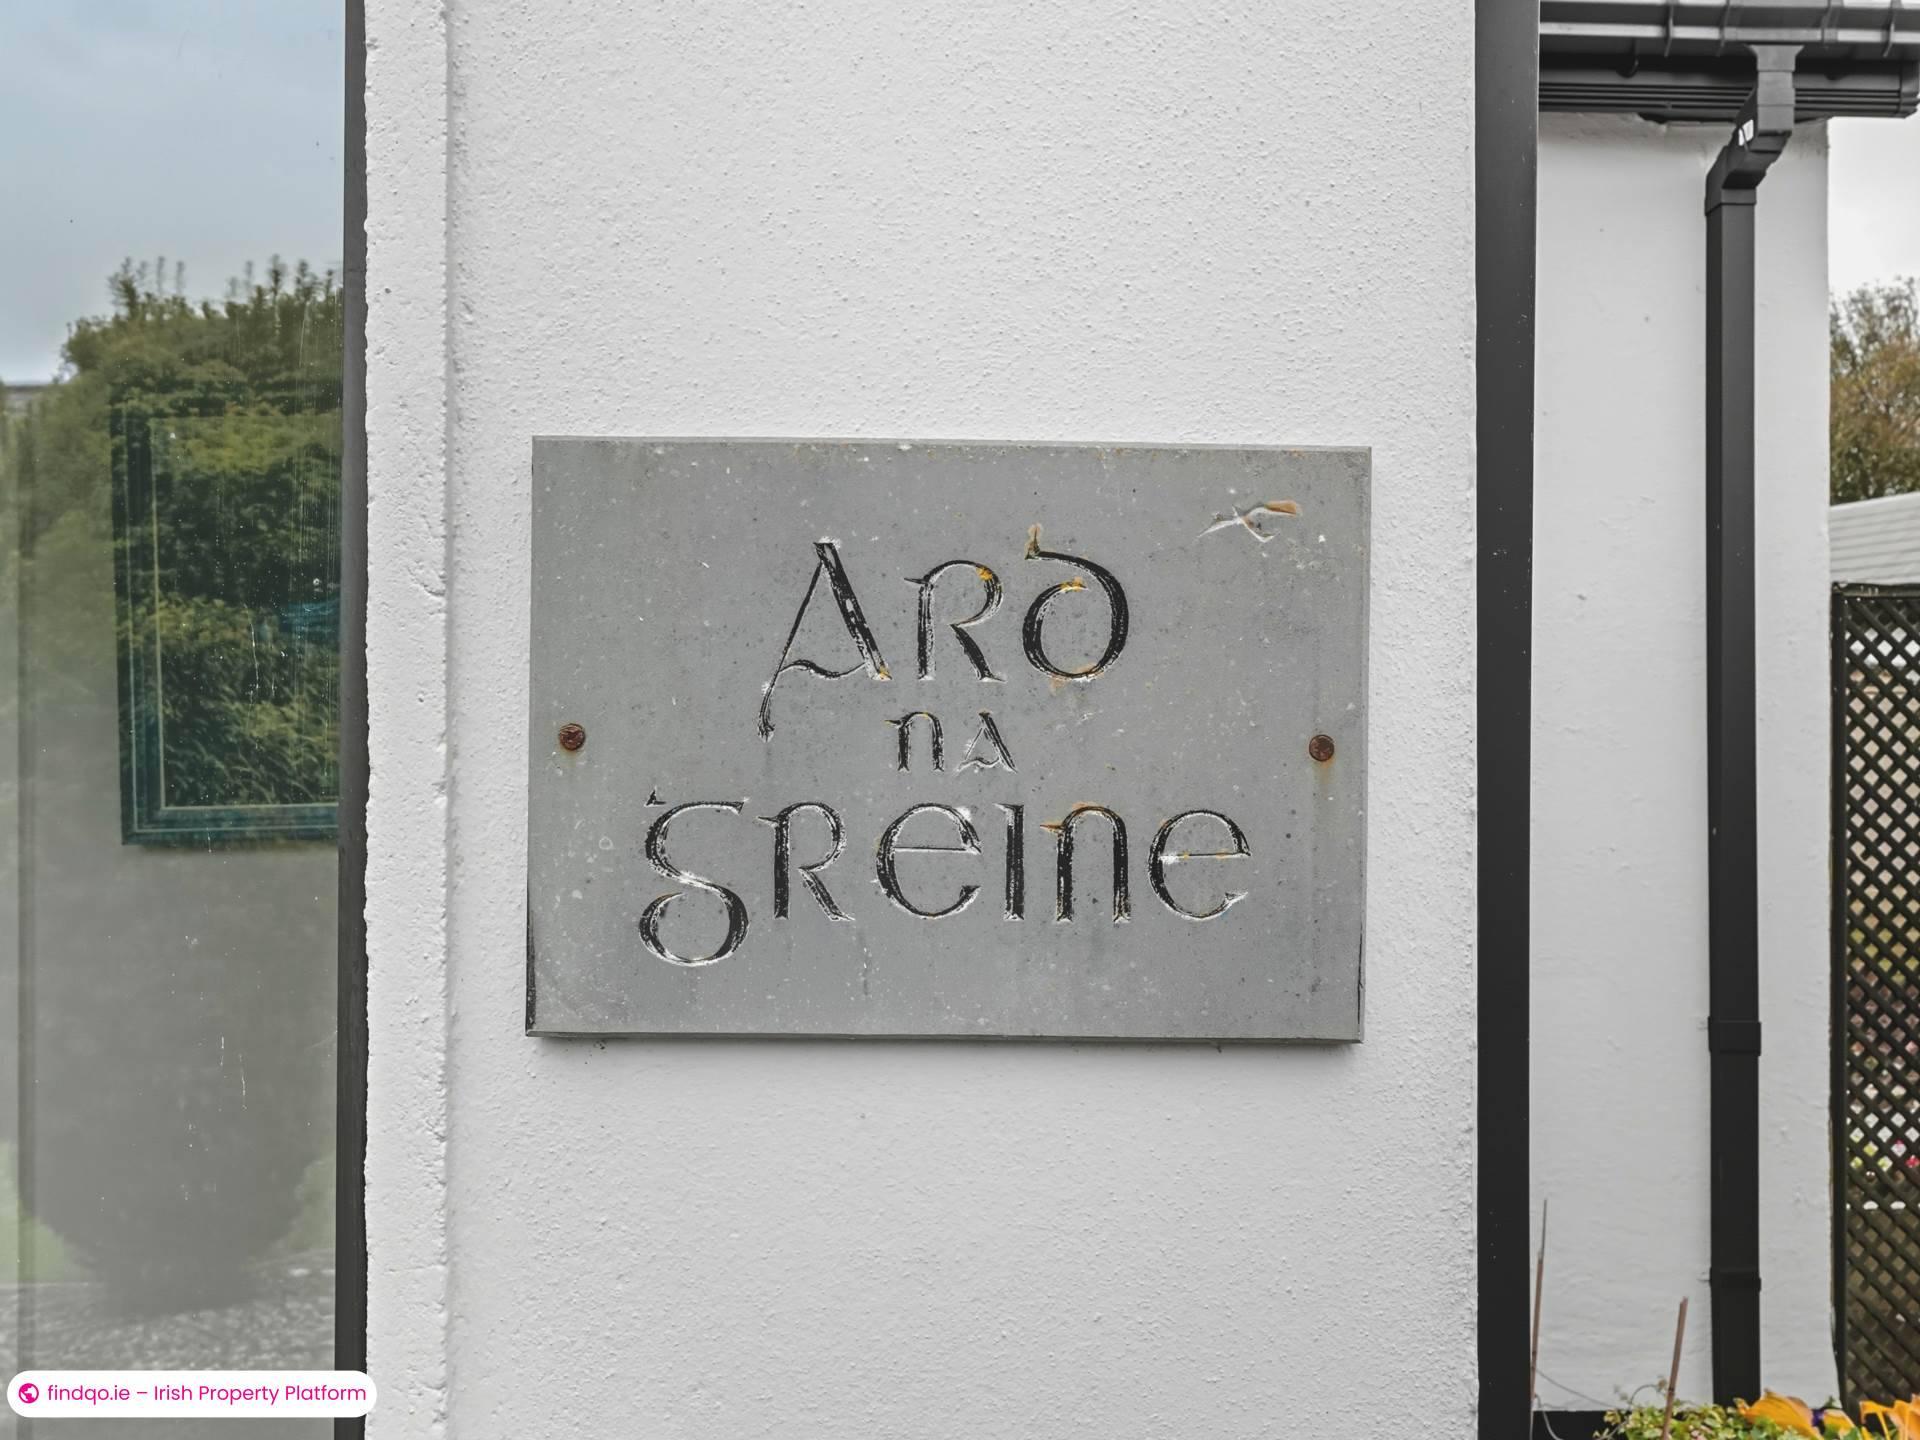 ARD
NA
GREINE
findqo.ie – Irish Property Platform